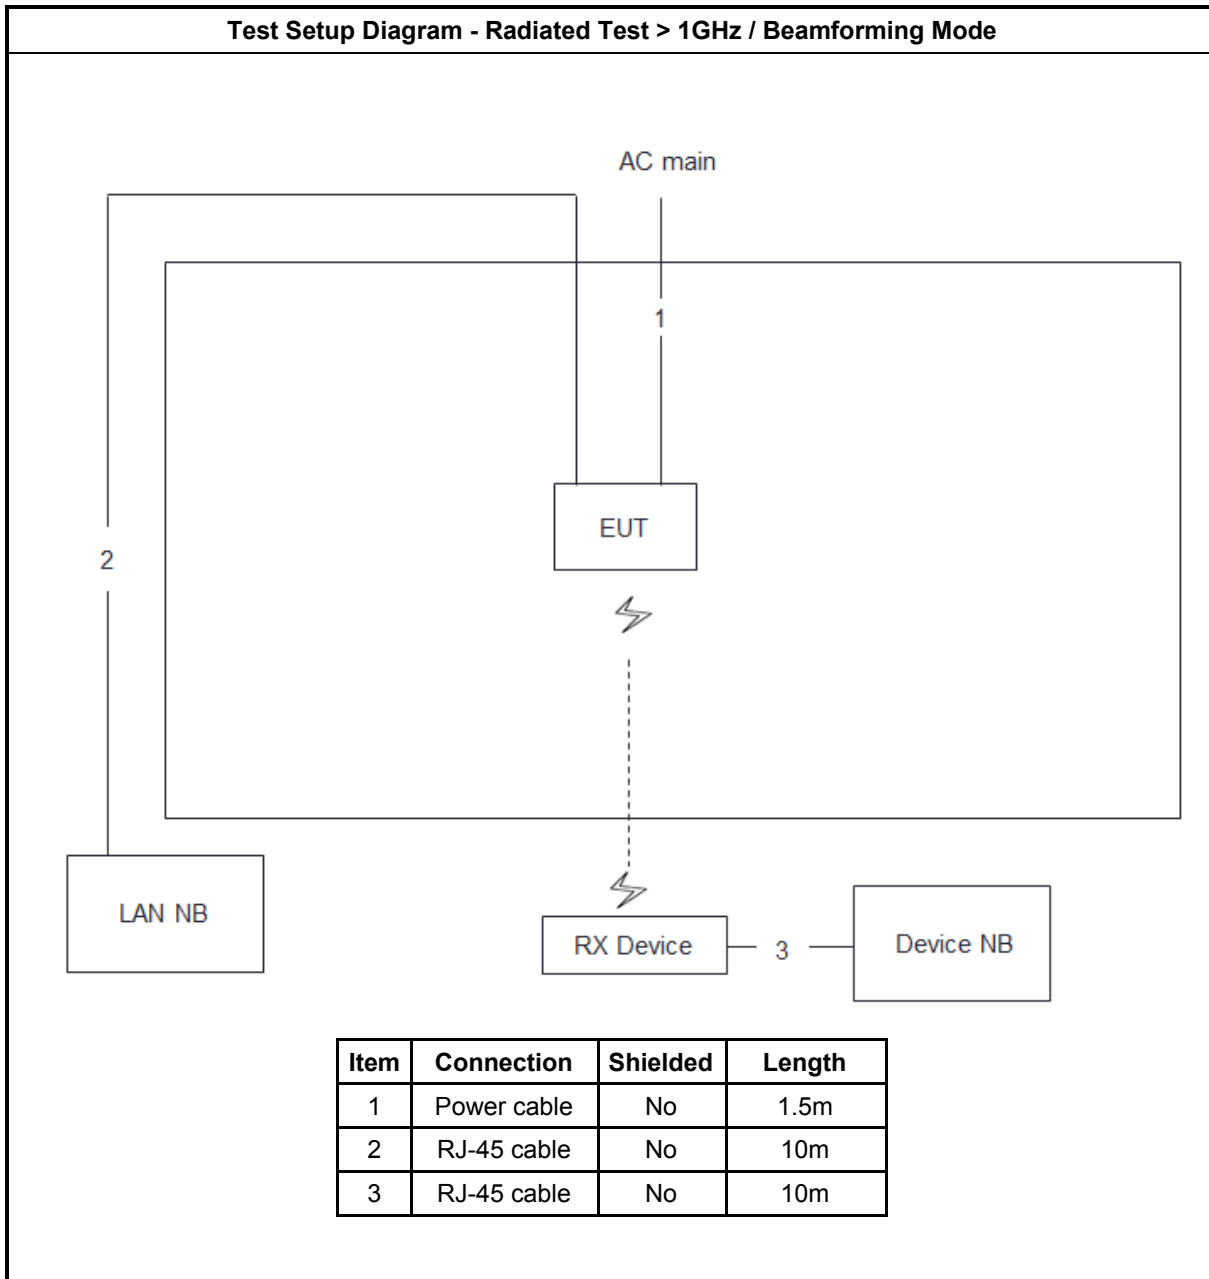 Test Setup Diagram - Radiated Test > 1GHz / Beamforming Mode
AC main
1
EUT
2
LAN NB
RX Device
3
Device NB
Item Connection Shielded Length
1 Power cable No 1.5m
2 RJ-45 cable No 10m
3 RJ-45 cable No 10m